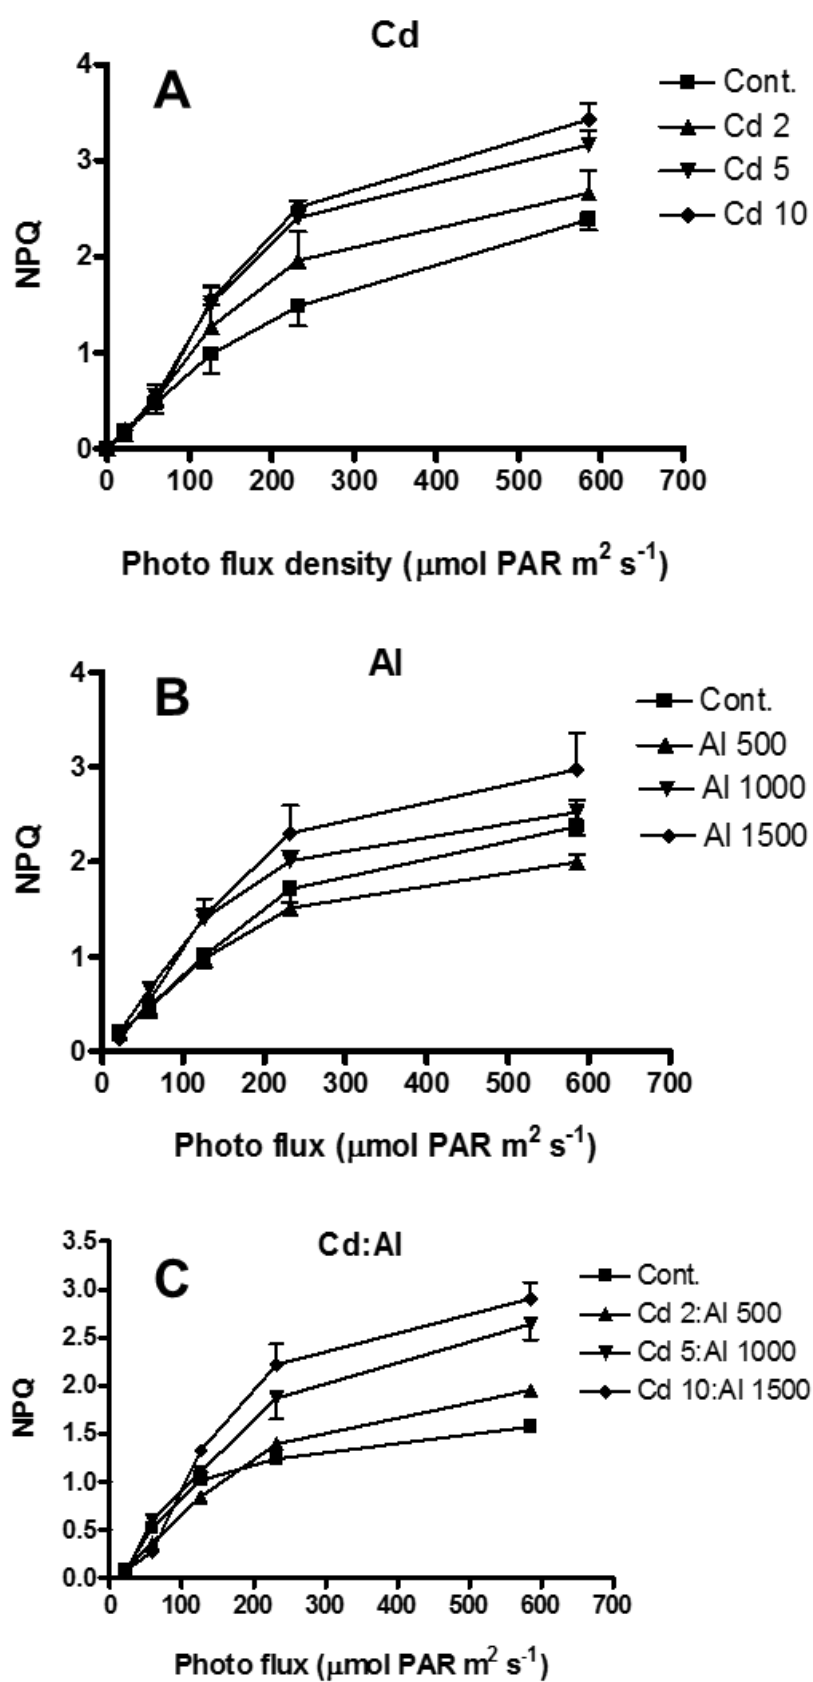 Cd
A
Cont.
Cd 2
Cd 5
Cd 10
4
3
2
1
0
NPQ
0 100 200 300 400 500 600 700
Photo flux density (μmol PAR m² s⁻¹)
Al
B
Cont.
Al 500
Al 1000
Al 1500
4
3
2
1
0
NPQ
0 100 200 300 400 500 600 700
Photo flux (μmol PAR m² s⁻¹)
Cd:Al
C
Cont.
Cd 2:Al 500
Cd 5:Al 1000
Cd 10:Al 1500
3.5
3.0
2.5
2.0
1.5
1.0
0.5
0.0
NPQ
0 100 200 300 400 500 600 700
Photo flux (μmol PAR m² s⁻¹)